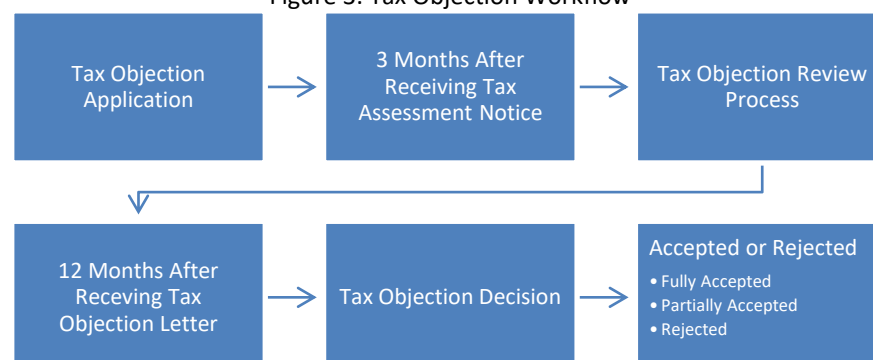 Figure 3. Tax Objection Workflow
Tax Objection
Application
3 Months After
Receiving Tax
Assessment Notice
Tax Objection Review
Process
12 Months After
Receving Tax
Objection Letter
Tax Objection Decision
Accepted or Rejected
• Fully Accepted
• Partially Accepted
• Rejected